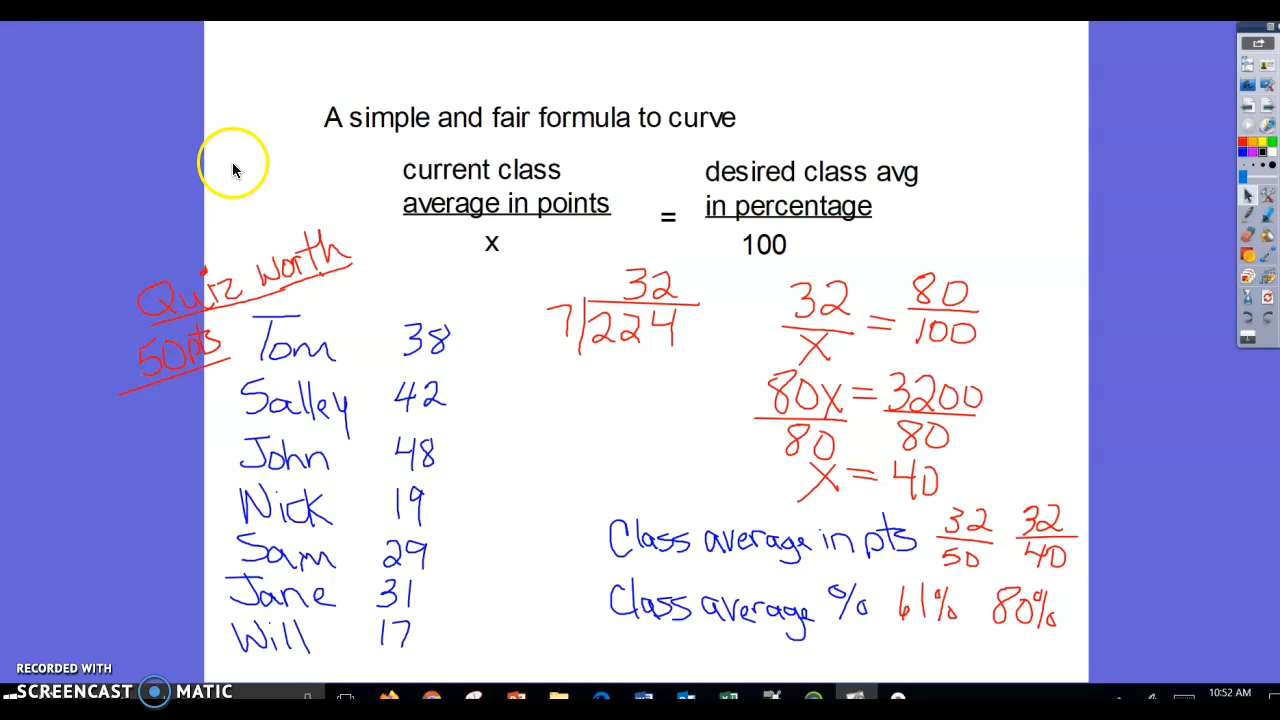 A simple and fair formula to curve
current class
average in points
x
=
desired class avg
in percentage
100
Quiz worth
50pts
Tom 38
Salley 42
John 48
Nick 19
Sam 29
Jane 31
Will 17
32
7 224
32/x = 80/100
80x/80 = 3200/80
x = 40
Class average in pts 32/50 32/40
Class average % 61% 80%
RECORDED WITH
SCREENCAST MATIC
10:52 AM